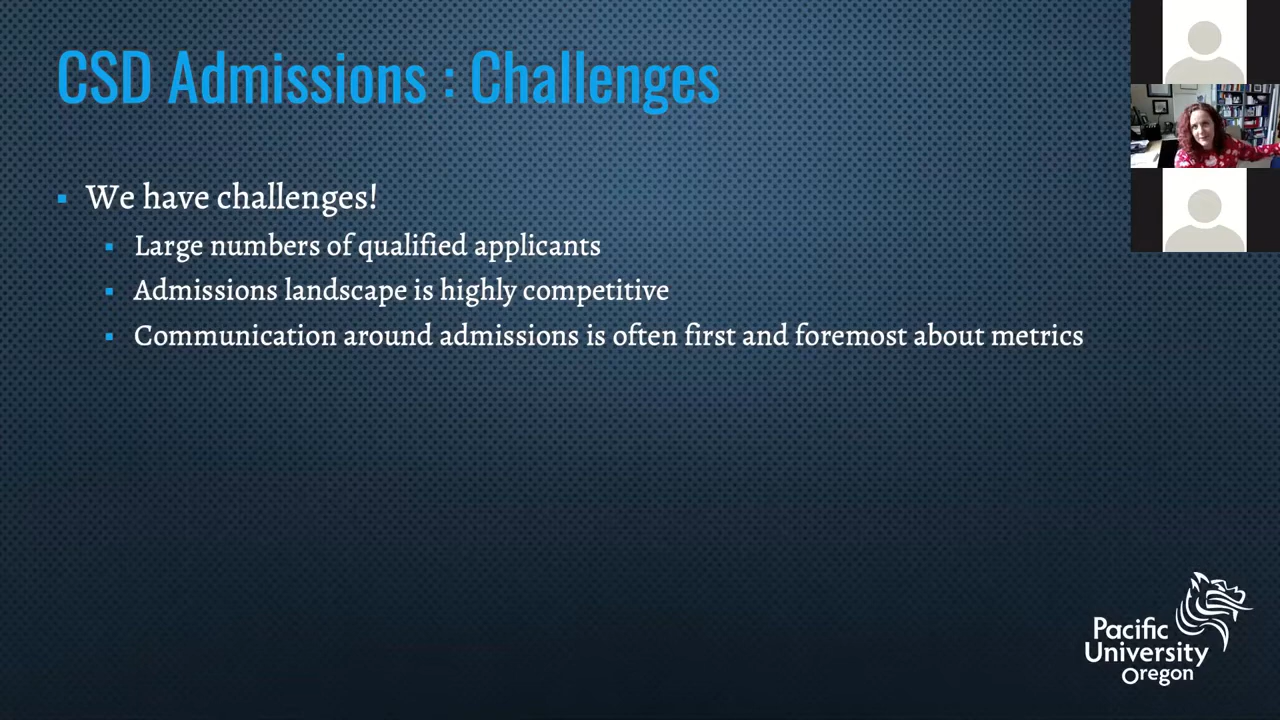 CSD Admissions : Challenges
We have challenges!
Large numbers of qualified applicants
Admissions landscape is highly competitive
Communication around admissions is often first and foremost about metrics
Pacific
University
Oregon